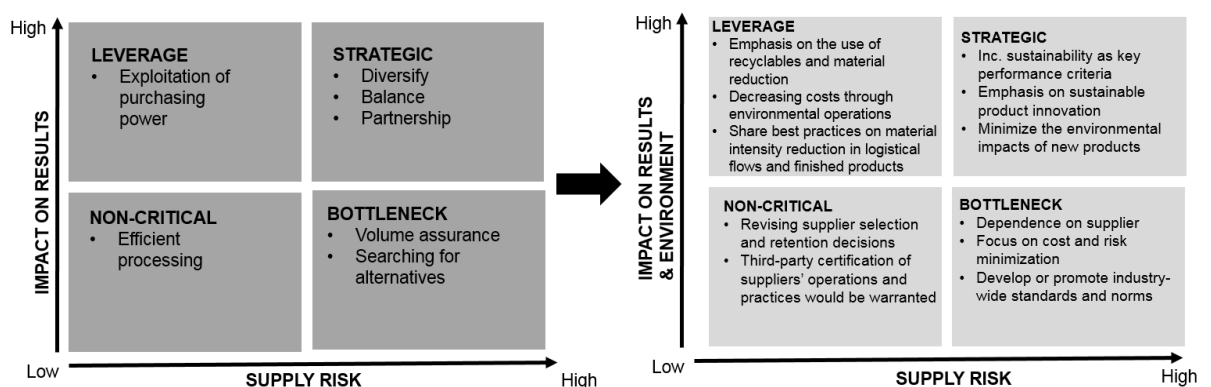 High
IMPACT ON RESULTS
LEVERAGE
• Exploitation of
purchasing
power
STRATEGIC
• Diversify
• Balance
• Partnership
NON-CRITICAL
• Efficient
processing
BOTTLENECK
• Volume assurance
• Searching for
alternatives
Low
SUPPLY RISK
High
High
IMPACT ON RESULTS
& ENVIRONMENT
LEVERAGE
• Emphasis on the use of
recyclables and material
reduction
• Decreasing costs through
environmental operations
• Share best practices on material
intensity reduction in logistical
flows and finished products
STRATEGIC
• Inc. sustainability as key
performance criteria
• Emphasis on sustainable
product innovation
• Minimize the environmental
impacts of new products
NON-CRITICAL
• Revising supplier selection
and retention decisions
• Third-party certification of
suppliers’ operations and
practices would be warranted
BOTTLENECK
• Dependence on supplier
• Focus on cost and risk
minimization
• Develop or promote industry-
wide standards and norms
Low
SUPPLY RISK
High